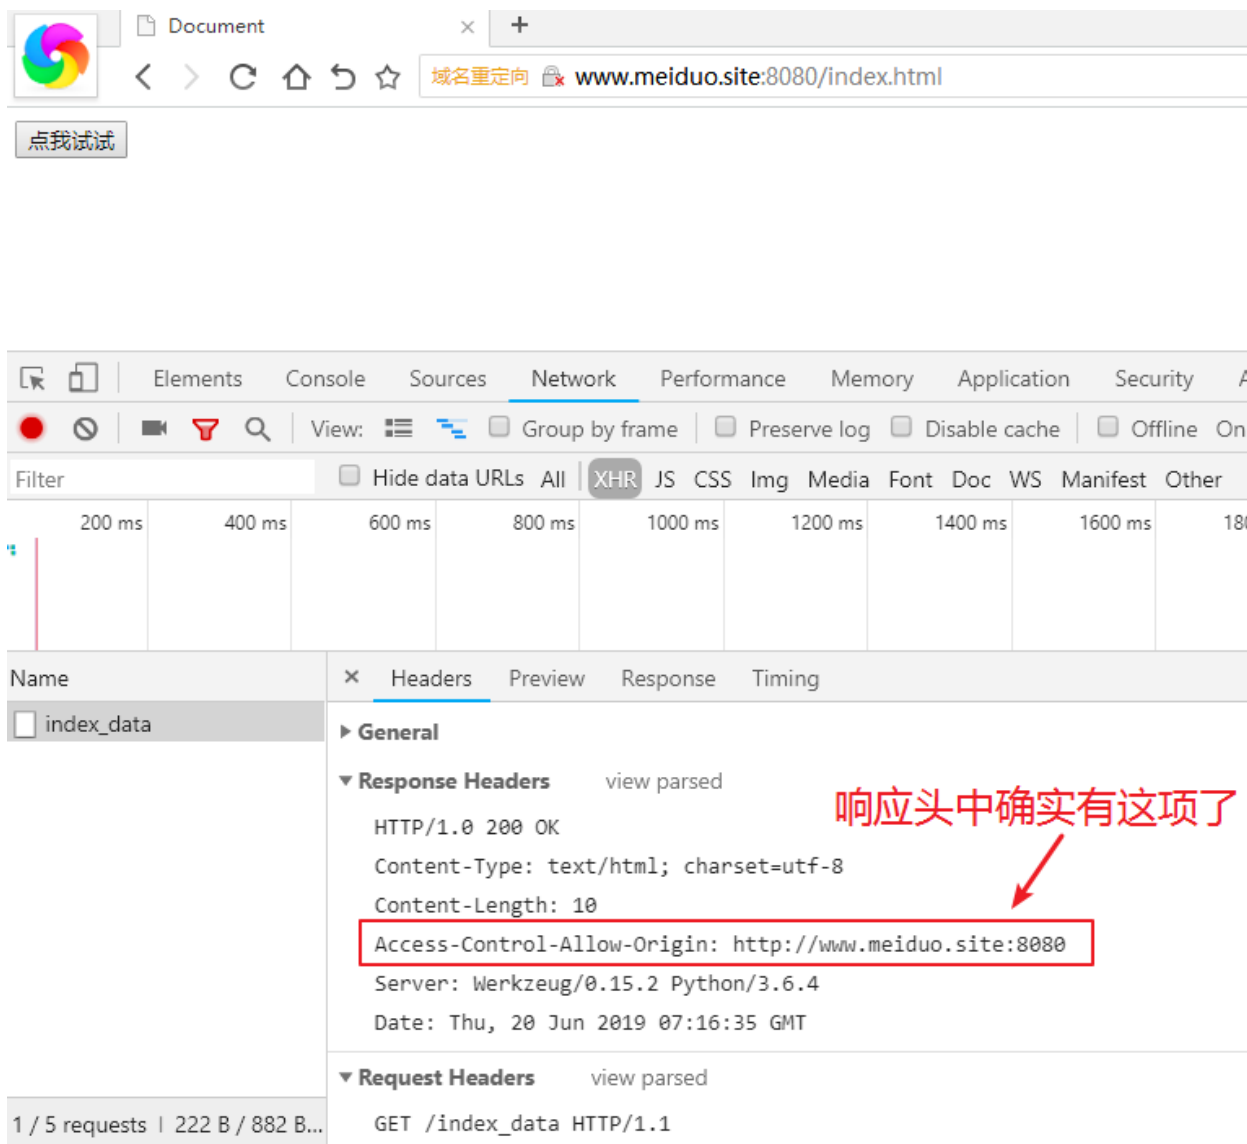 Document
域名重定向 www.meiduo.site:8080/index.html
点我试试
Elements Console Sources Network Performance Memory Application Security
View: Group by frame Preserve log Disable cache Offline On
Filter Hide data URLs All XHR JS CSS Img Media Font Doc WS Manifest Other
200 ms 400 ms 600 ms 800 ms 1000 ms 1200 ms 1400 ms 1600 ms 180
Name × Headers Preview Response Timing
index_data
General
Response Headers view parsed
响应头中确实有这项了
HTTP/1.0 200 OK
Content-Type: text/html; charset=utf-8
Content-Length: 10
Access-Control-Allow-Origin: http://www.meiduo.site:8080
Server: Werkzeug/0.15.2 Python/3.6.4
Date: Thu, 20 Jun 2019 07:16:35 GMT
Request Headers view parsed
1 / 5 requests | 222 B / 882 B... GET /index_data HTTP/1.1